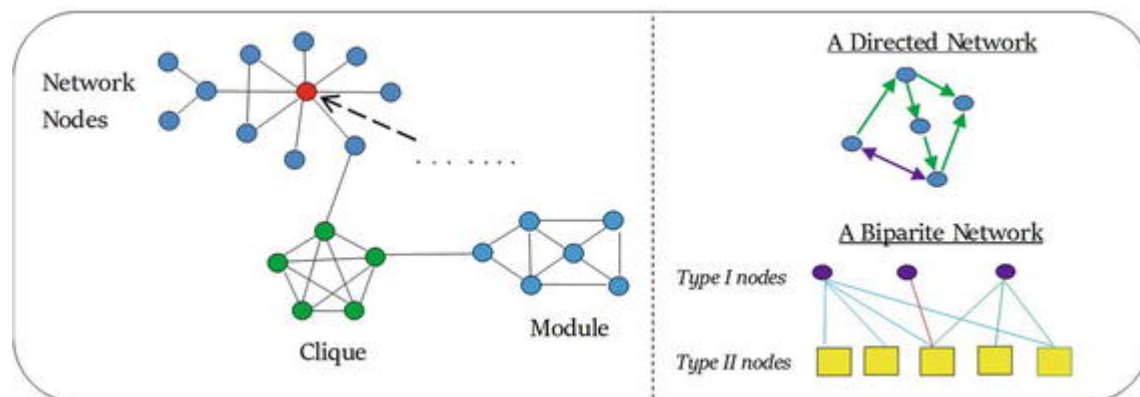 Network
Nodes
. . . . . . .
Clique
Module
A Directed Network
A Biparite Network
Type I nodes
Type II nodes